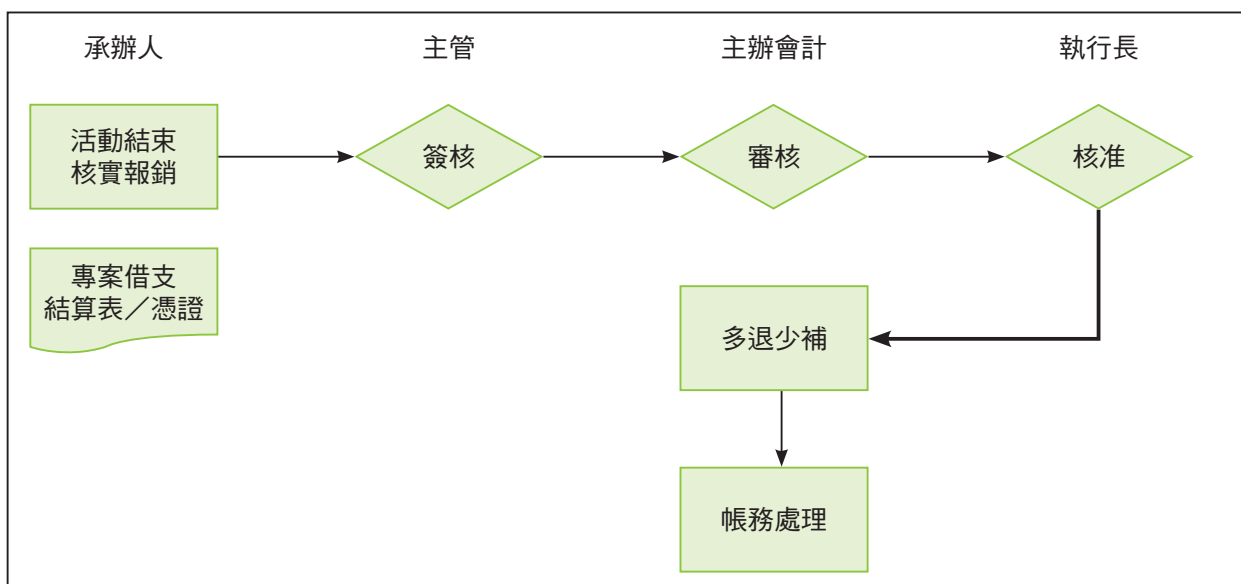 承辦人
主管
主辦會計
執行長
活動結束
核實報銷
簽核
審核
核准
專案借支
結算表／憑證
多退少補
帳務處理